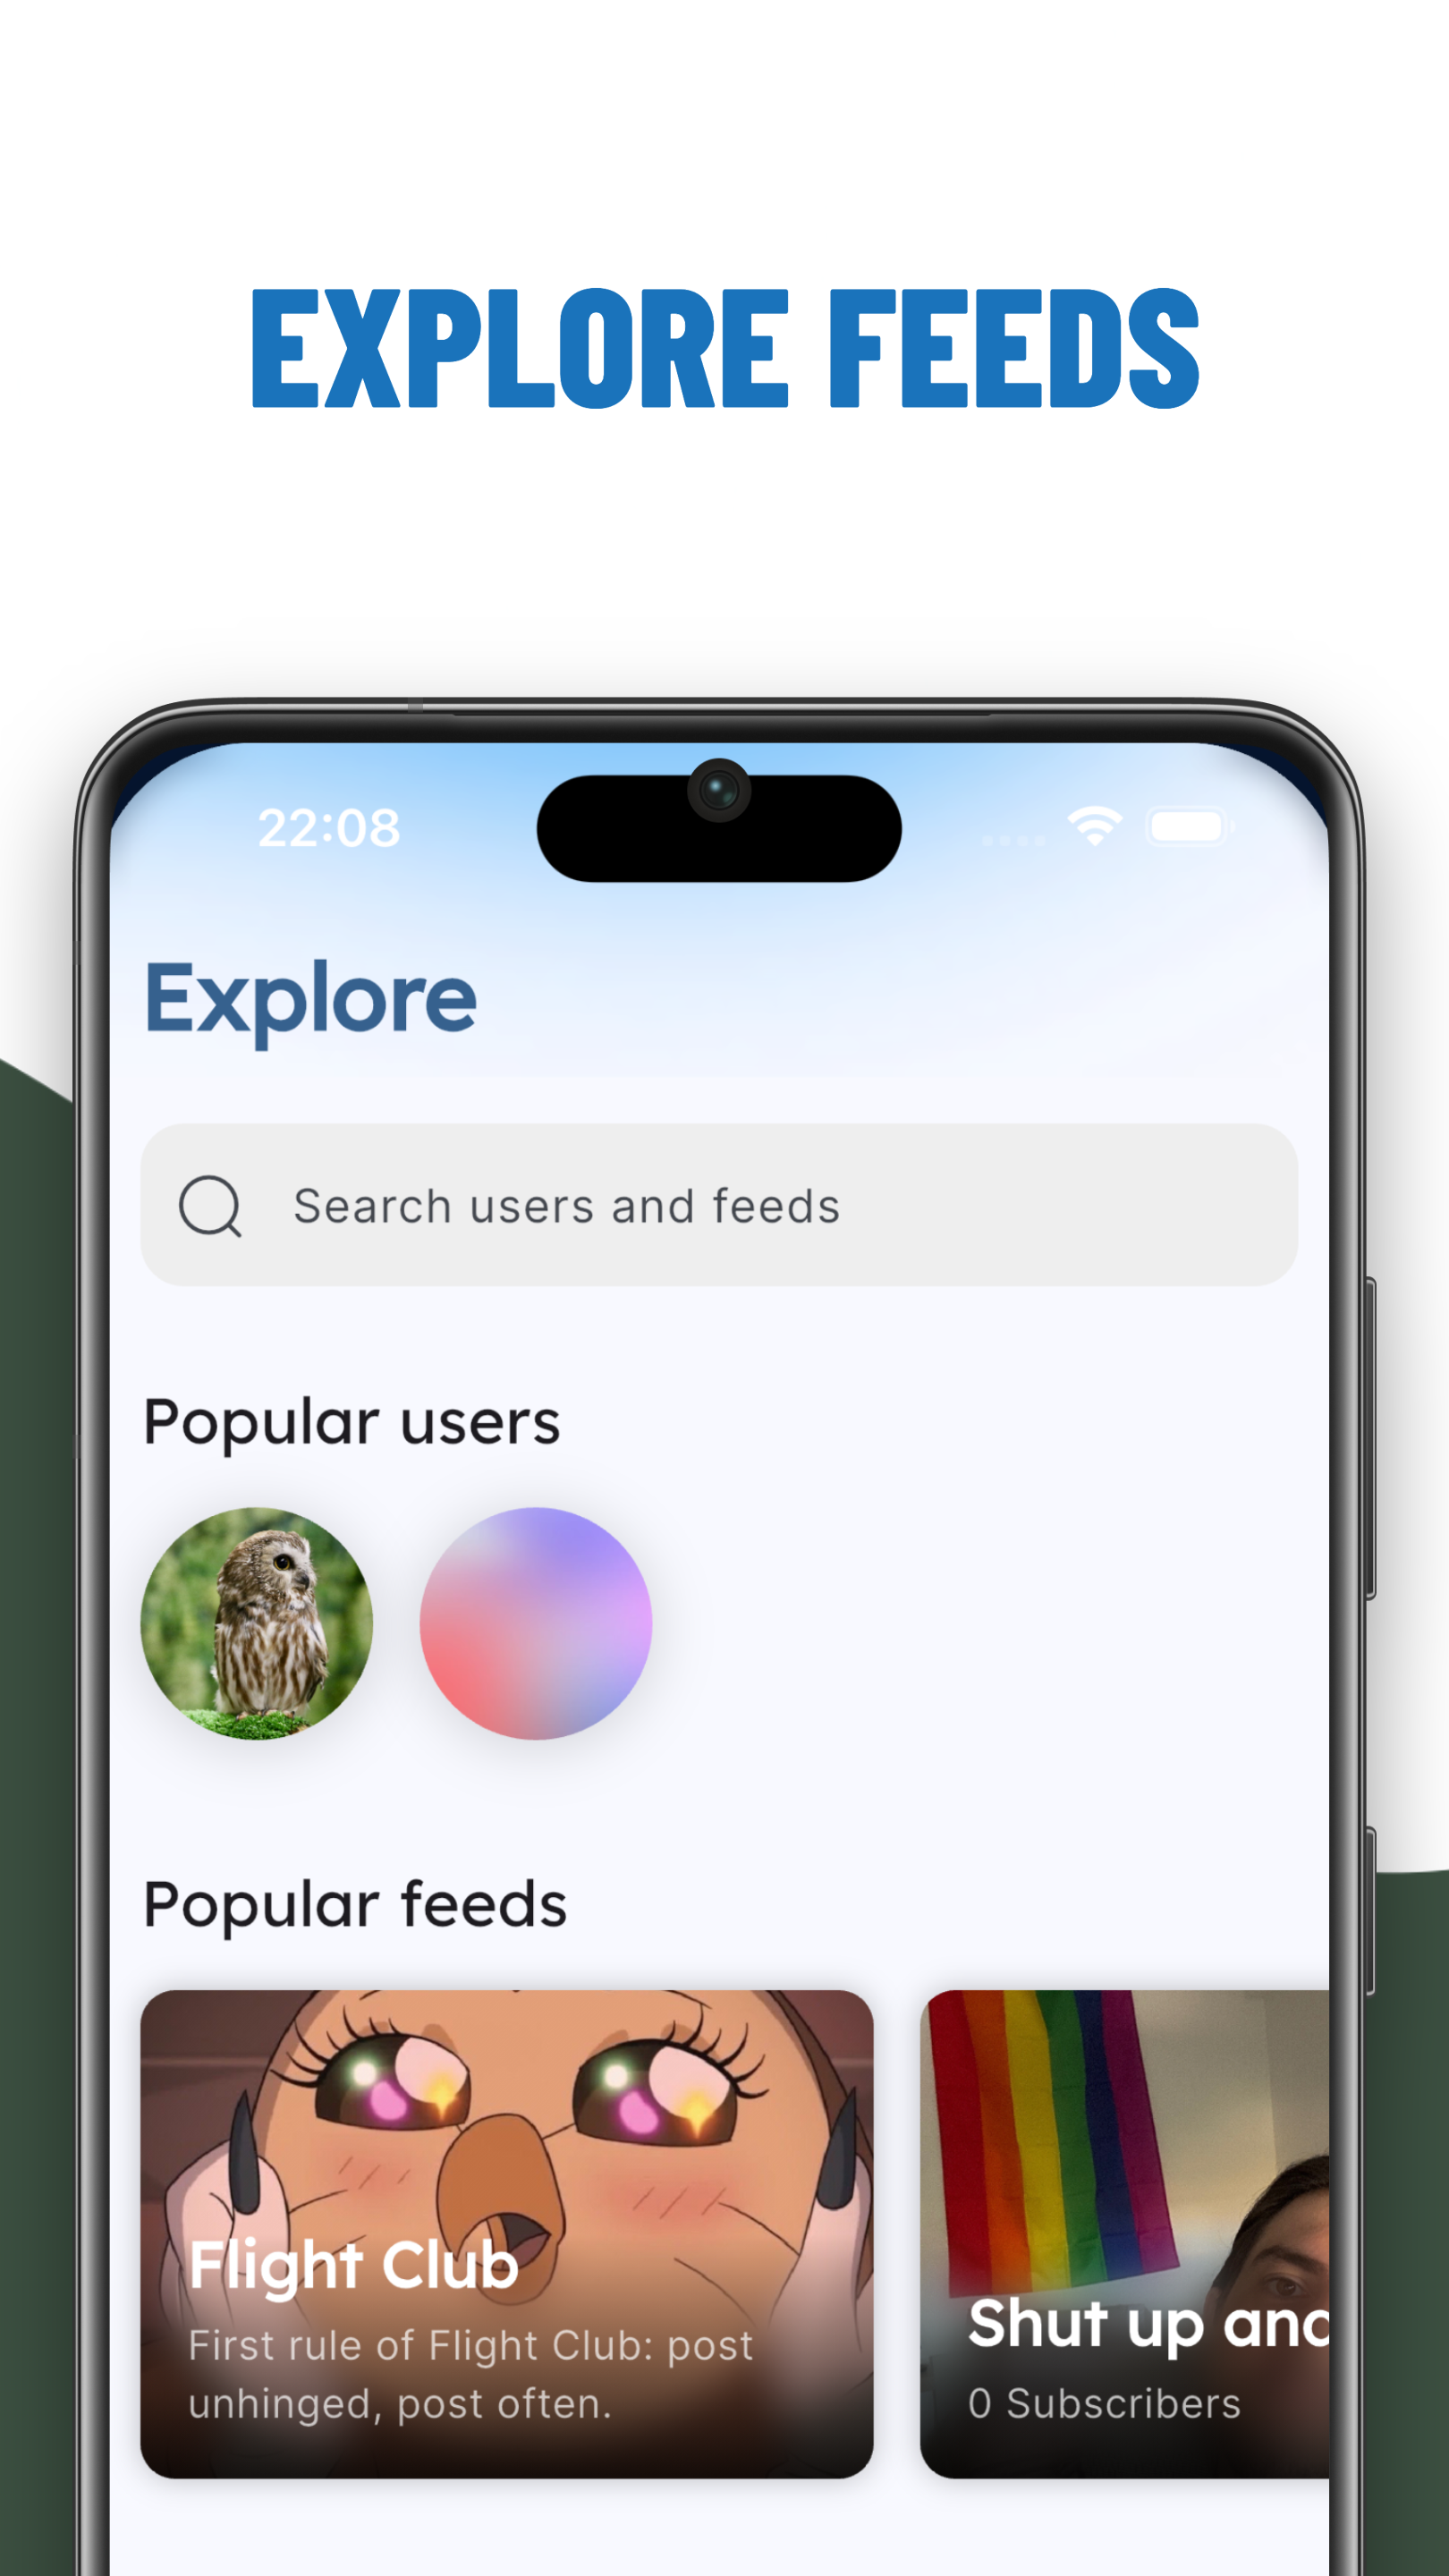 EXPLORE FEEDS
22:08
Explore
Search users and feeds
Popular users
Popular feeds
Flight Club
First rule of Flight Club: post
unhinged, post often.
Shut up and
0 Subscribers